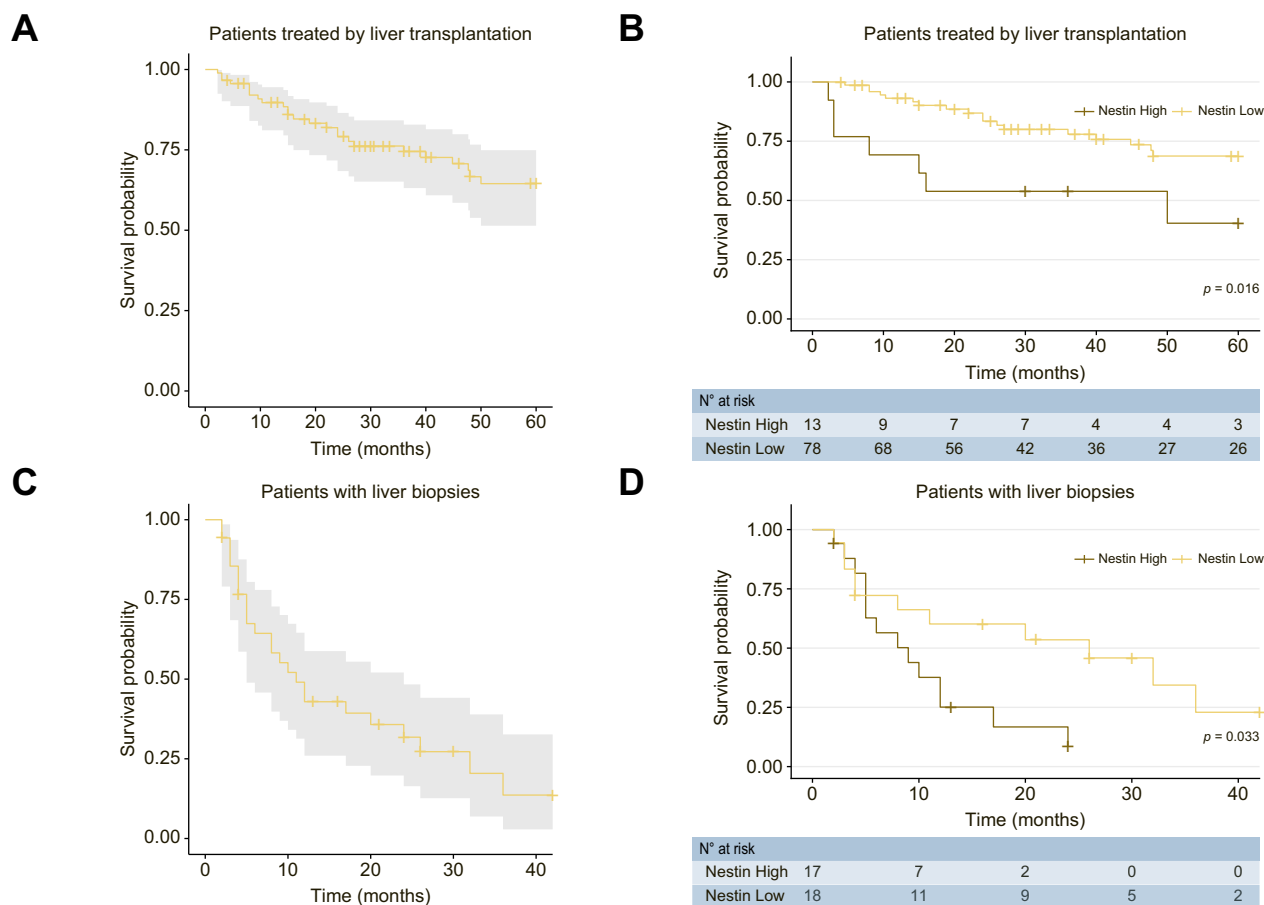 A
Patients treated by liver transplantation
1.00
0.75
0.50
0.25
0.00
Survival probability
0 10 20 30 40 50 60
Time (months)
B
Patients treated by liver transplantation
1.00
0.75
0.50
0.25
0.00
Survival probability
Nestin High Nestin Low
p = 0.016
0 10 20 30 40 50 60
Time (months)
N° at risk
Nestin High 13 9 7 7 4 4 3
Nestin Low 78 68 56 42 36 27 26
C
Patients with liver biopsies
1.00
0.75
0.50
0.25
0.00
Survival probability
0 10 20 30 40
Time (months)
D
Patients with liver biopsies
1.00
0.75
0.50
0.25
0.00
Survival probability
Nestin High Nestin Low
p = 0.033
0 10 20 30 40
Time (months)
N° at risk
Nestin High 17 7 2 0 0
Nestin Low 18 11 9 5 2